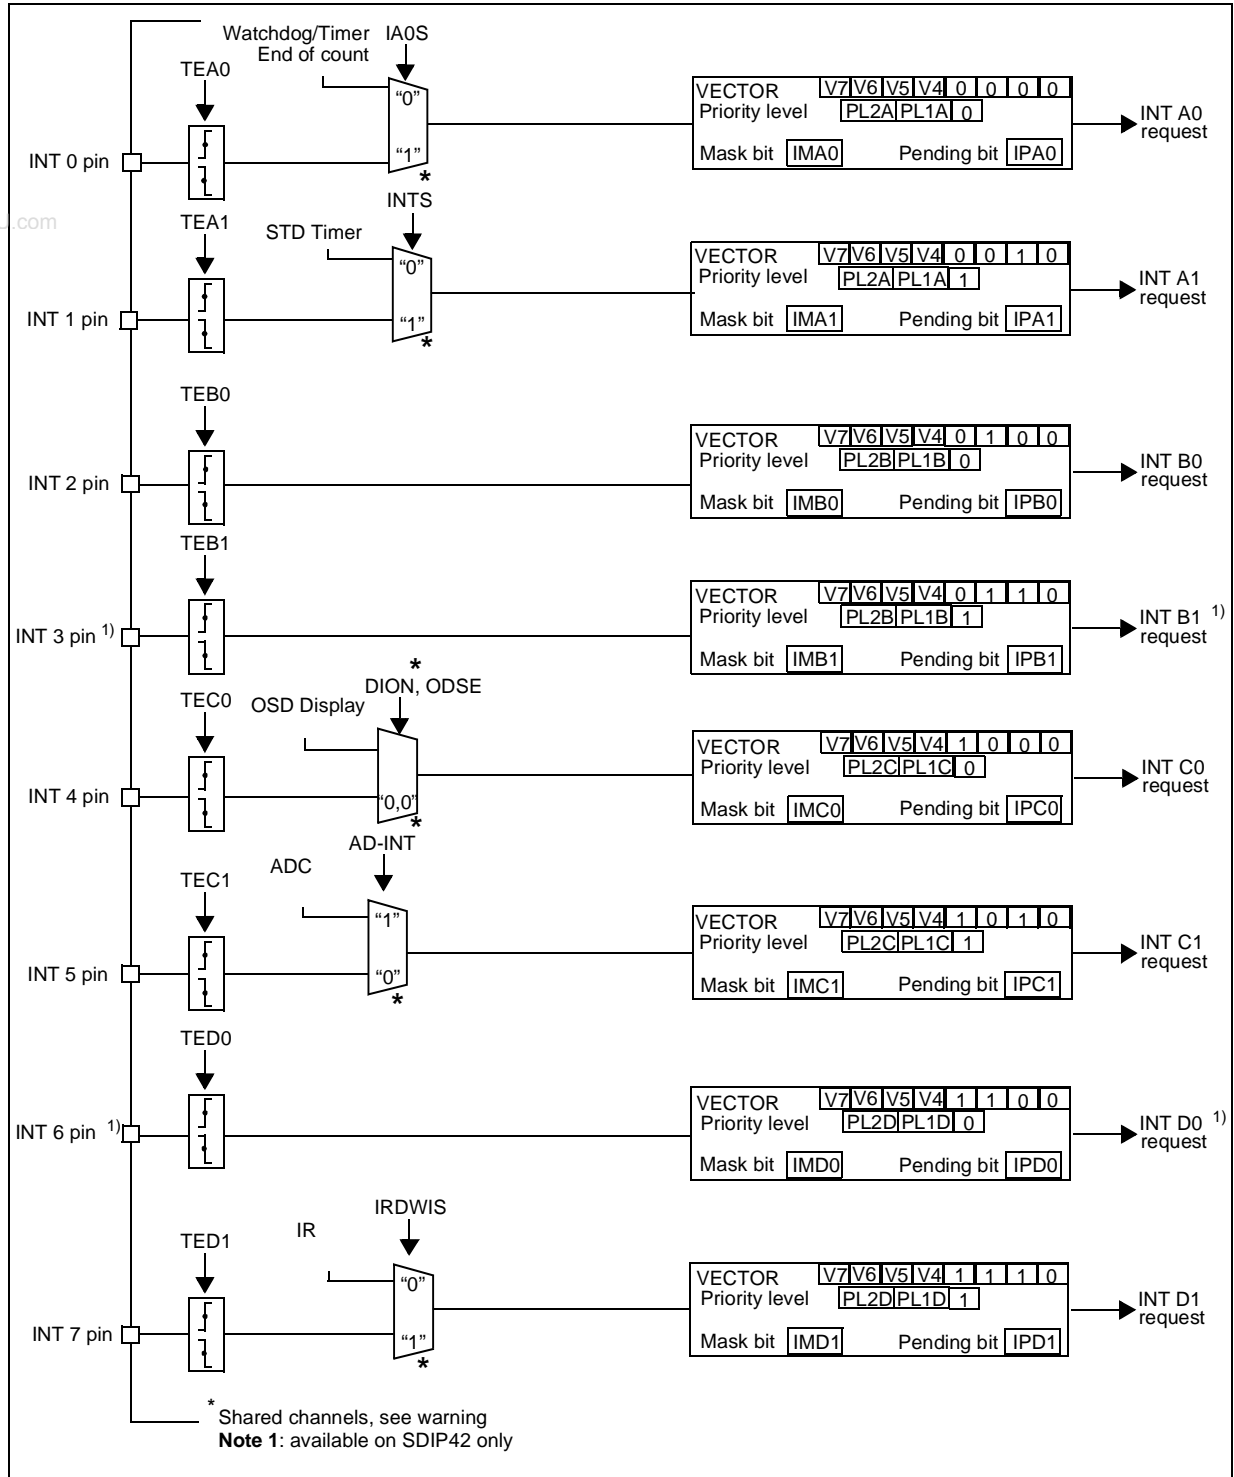 Watchdog/Timer IA0S
End of count
TEA0
“0”
“1”
*
INT 0 pin
VECTOR V7 V6 V5 V4 0 0 0 0
Priority level PL2A PL1A 0
Mask bit IMA0 Pending bit IPA0
INT A0
request
J.com
TEA1
STD Timer
INTS
“0”
“1”
*
INT 1 pin
VECTOR V7 V6 V5 V4 0 0 1 0
Priority level PL2A PL1A 1
Mask bit IMA1 Pending bit IPA1
INT A1
request
TEB0
INT 2 pin
VECTOR V7 V6 V5 V4 0 1 0 0
Priority level PL2B PL1B 0
Mask bit IMB0 Pending bit IPB0
INT B0
request
TEB1
INT 3 pin 1)
VECTOR V7 V6 V5 V4 0 1 1 0
Priority level PL2B PL1B 1
Mask bit IMB1 Pending bit IPB1
INT B1 1)
request
*
DION, ODSE
TEC0
OSD Display
“0,0”
*
INT 4 pin
VECTOR V7 V6 V5 V4 1 0 0 0
Priority level PL2C PL1C 0
Mask bit IMC0 Pending bit IPC0
INT C0
request
AD-INT
ADC
TEC1
“1”
“0”
*
INT 5 pin
VECTOR V7 V6 V5 V4 1 0 1 0
Priority level PL2C PL1C 1
Mask bit IMC1 Pending bit IPC1
INT C1
request
TED0
INT 6 pin 1)
VECTOR V7 V6 V5 V4 1 1 0 0
Priority level PL2D PL1D 0
Mask bit IMD0 Pending bit IPD0
INT D0 1)
request
IRDWIS
IR
TED1
“0”
“1”
*
INT 7 pin
VECTOR V7 V6 V5 V4 1 1 1 0
Priority level PL2D PL1D 1
Mask bit IMD1 Pending bit IPD1
INT D1
request
* Shared channels, see warning
Note 1: available on SDIP42 only